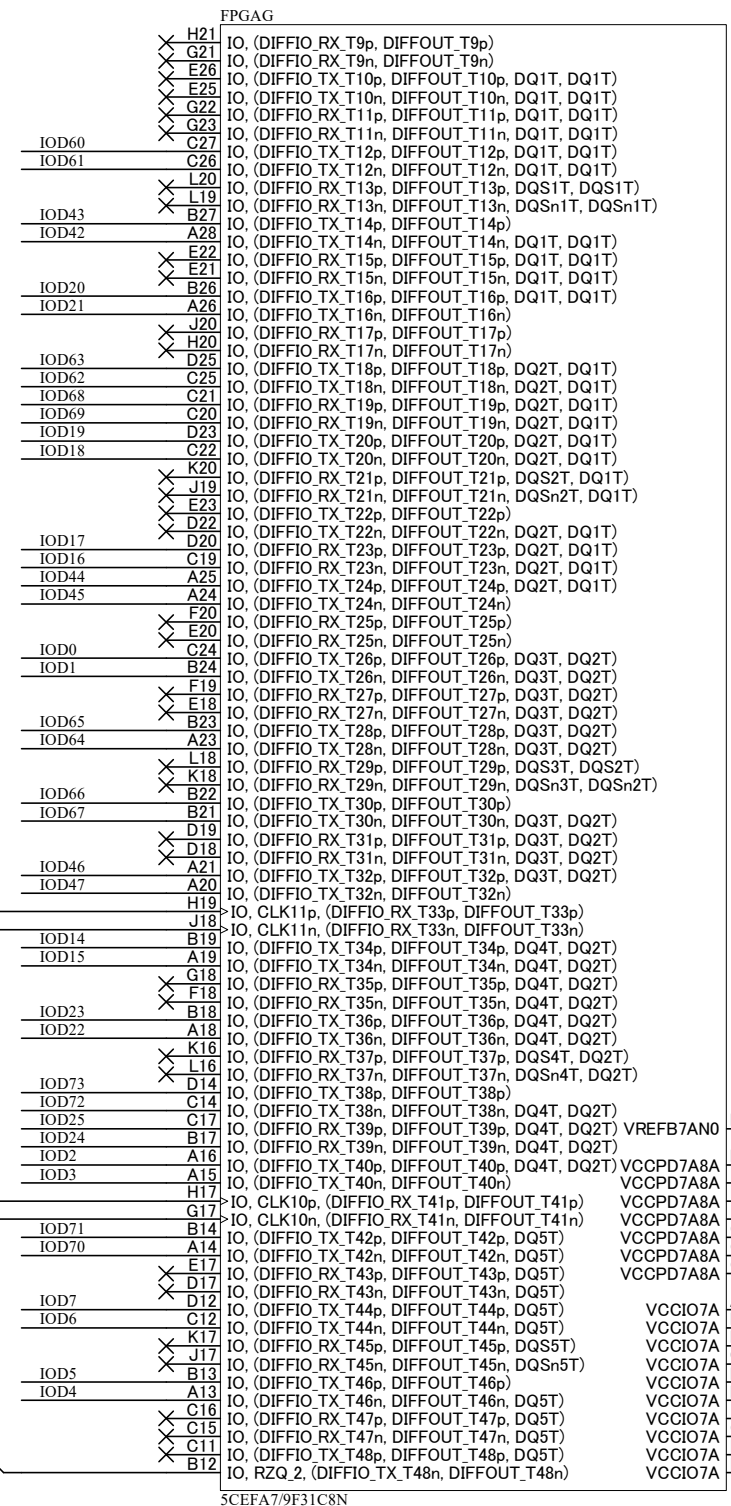 FPGAG
H21 IO, (DIFFIO_RX_T9p, DIFFOUT_T9p)
G21 IO, (DIFFIO_RX_T9n, DIFFOUT_T9n)
E26 IO, (DIFFIO_TX_T10p, DIFFOUT_T10p, DQ1T, DQ1T)
E25 IO, (DIFFIO_TX_T10n, DIFFOUT_T10n, DQ1T, DQ1T)
G22 IO, (DIFFIO_RX_T11p, DIFFOUT_T11p, DQ1T, DQ1T)
G23 IO, (DIFFIO_RX_T11n, DIFFOUT_T11n, DQ1T, DQ1T)
IOD60 C27 IO, (DIFFIO_TX_T12p, DIFFOUT_T12p, DQ1T, DQ1T)
IOD61 C26 IO, (DIFFIO_TX_T12n, DIFFOUT_T12n, DQ1T, DQ1T)
L20 IO, (DIFFIO_RX_T13p, DIFFOUT_T13p, DQS1T, DQS1T)
L19 IO, (DIFFIO_RX_T13n, DIFFOUT_T13n, DQSn1T, DQSn1T)
IOD43 B27 IO, (DIFFIO_TX_T14p, DIFFOUT_T14p)
IOD42 A28 IO, (DIFFIO_TX_T14n, DIFFOUT_T14n, DQ1T, DQ1T)
E22 IO, (DIFFIO_RX_T15p, DIFFOUT_T15p, DQ1T, DQ1T)
E21 IO, (DIFFIO_RX_T15n, DIFFOUT_T15n, DQ1T, DQ1T)
IOD20 B26 IO, (DIFFIO_TX_T16p, DIFFOUT_T16p, DQ1T, DQ1T)
IOD21 A26 IO, (DIFFIO_TX_T16n, DIFFOUT_T16n)
J20 IO, (DIFFIO_RX_T17p, DIFFOUT_T17p)
H20 IO, (DIFFIO_RX_T17n, DIFFOUT_T17n)
IOD63 D25 IO, (DIFFIO_TX_T18p, DIFFOUT_T18p, DQ2T, DQ1T)
IOD62 C25 IO, (DIFFIO_TX_T18n, DIFFOUT_T18n, DQ2T, DQ1T)
IOD68 C21 IO, (DIFFIO_RX_T19p, DIFFOUT_T19p, DQ2T, DQ1T)
IOD69 C20 IO, (DIFFIO_RX_T19n, DIFFOUT_T19n, DQ2T, DQ1T)
IOD19 D23 IO, (DIFFIO_TX_T20p, DIFFOUT_T20p, DQ2T, DQ1T)
IOD18 C22 IO, (DIFFIO_TX_T20n, DIFFOUT_T20n, DQ2T, DQ1T)
K20 IO, (DIFFIO_RX_T21p, DIFFOUT_T21p, DQS2T, DQ1T)
J19 IO, (DIFFIO_RX_T21n, DIFFOUT_T21n, DQSn2T, DQ1T)
E23 IO, (DIFFIO_TX_T22p, DIFFOUT_T22p)
D22 IO, (DIFFIO_TX_T22n, DIFFOUT_T22n, DQ2T, DQ1T)
IOD17 D20 IO, (DIFFIO_RX_T23p, DIFFOUT_T23p, DQ2T, DQ1T)
IOD16 C19 IO, (DIFFIO_RX_T23n, DIFFOUT_T23n, DQ2T, DQ1T)
IOD44 A25 IO, (DIFFIO_TX_T24p, DIFFOUT_T24p, DQ2T, DQ1T)
IOD45 A24 IO, (DIFFIO_TX_T24n, DIFFOUT_T24n)
F20 IO, (DIFFIO_RX_T25p, DIFFOUT_T25p)
E20 IO, (DIFFIO_RX_T25n, DIFFOUT_T25n)
IOD0 C24 IO, (DIFFIO_TX_T26p, DIFFOUT_T26p, DQ3T, DQ2T)
IOD1 B24 IO, (DIFFIO_TX_T26n, DIFFOUT_T26n, DQ3T, DQ2T)
F19 IO, (DIFFIO_RX_T27p, DIFFOUT_T27p, DQ3T, DQ2T)
E18 IO, (DIFFIO_RX_T27n, DIFFOUT_T27n, DQ3T, DQ2T)
IOD65 B23 IO, (DIFFIO_TX_T28p, DIFFOUT_T28p, DQ3T, DQ2T)
IOD64 A23 IO, (DIFFIO_TX_T28n, DIFFOUT_T28n, DQ3T, DQ2T)
L18 IO, (DIFFIO_RX_T29p, DIFFOUT_T29p, DQS3T, DQS2T)
K18 IO, (DIFFIO_RX_T29n, DIFFOUT_T29n, DQSn3T, DQSn2T)
IOD66 B22 IO, (DIFFIO_TX_T30p, DIFFOUT_T30p)
IOD67 B21 IO, (DIFFIO_TX_T30n, DIFFOUT_T30n, DQ3T, DQ2T)
D19 IO, (DIFFIO_RX_T31p, DIFFOUT_T31p, DQ3T, DQ2T)
D18 IO, (DIFFIO_RX_T31n, DIFFOUT_T31n, DQ3T, DQ2T)
IOD46 A21 IO, (DIFFIO_TX_T32p, DIFFOUT_T32p, DQ3T, DQ2T)
IOD47 A20 IO, (DIFFIO_TX_T32n, DIFFOUT_T32n)
H19 IO, CLK11p, (DIFFIO_RX_T33p, DIFFOUT_T33p)
J18 IO, CLK11n, (DIFFIO_RX_T33n, DIFFOUT_T33n)
IOD14 B19 IO, (DIFFIO_TX_T34p, DIFFOUT_T34p, DQ4T, DQ2T)
IOD15 A19 IO, (DIFFIO_TX_T34n, DIFFOUT_T34n, DQ4T, DQ2T)
G18 IO, (DIFFIO_RX_T35p, DIFFOUT_T35p, DQ4T, DQ2T)
F18 IO, (DIFFIO_RX_T35n, DIFFOUT_T35n, DQ4T, DQ2T)
IOD23 B18 IO, (DIFFIO_TX_T36p, DIFFOUT_T36p, DQ4T, DQ2T)
IOD22 A18 IO, (DIFFIO_TX_T36n, DIFFOUT_T36n, DQ4T, DQ2T)
K16 IO, (DIFFIO_RX_T37p, DIFFOUT_T37p, DQS4T, DQ2T)
L16 IO, (DIFFIO_RX_T37n, DIFFOUT_T37n, DQSn4T, DQ2T)
IOD73 D14 IO, (DIFFIO_TX_T38p, DIFFOUT_T38p)
IOD72 C14 IO, (DIFFIO_TX_T38n, DIFFOUT_T38n, DQ4T, DQ2T)
IOD25 C17 IO, (DIFFIO_RX_T39p, DIFFOUT_T39p, DQ4T, DQ2T) VREFB7AN0
IOD24 B17 IO, (DIFFIO_RX_T39n, DIFFOUT_T39n, DQ4T, DQ2T)
IOD2 A16 IO, (DIFFIO_TX_T40p, DIFFOUT_T40p, DQ4T, DQ2T) VCCPD7A8A
IOD3 A15 IO, (DIFFIO_TX_T40n, DIFFOUT_T40n) VCCPD7A8A
H17 IO, CLK10p, (DIFFIO_RX_T41p, DIFFOUT_T41p) VCCPD7A8A
G17 IO, CLK10n, (DIFFIO_RX_T41n, DIFFOUT_T41n) VCCPD7A8A
IOD71 B14 IO, (DIFFIO_TX_T42p, DIFFOUT_T42p, DQ5T) VCCPD7A8A
IOD70 A14 IO, (DIFFIO_TX_T42n, DIFFOUT_T42n, DQ5T) VCCPD7A8A
E17 IO, (DIFFIO_RX_T43p, DIFFOUT_T43p, DQ5T) VCCPD7A8A
D17 IO, (DIFFIO_RX_T43n, DIFFOUT_T43n, DQ5T)
IOD7 D12 IO, (DIFFIO_TX_T44p, DIFFOUT_T44p, DQ5T) VCCIO7A
IOD6 C12 IO, (DIFFIO_TX_T44n, DIFFOUT_T44n, DQ5T) VCCIO7A
K17 IO, (DIFFIO_RX_T45p, DIFFOUT_T45p, DQS5T) VCCIO7A
J17 IO, (DIFFIO_RX_T45n, DIFFOUT_T45n, DQSn5T) VCCIO7A
IOD5 B13 IO, (DIFFIO_TX_T46p, DIFFOUT_T46p) VCCIO7A
IOD4 A13 IO, (DIFFIO_TX_T46n, DIFFOUT_T46n, DQ5T) VCCIO7A
C16 IO, (DIFFIO_RX_T47p, DIFFOUT_T47p, DQ5T) VCCIO7A
C15 IO, (DIFFIO_RX_T47n, DIFFOUT_T47n, DQ5T) VCCIO7A
C11 IO, (DIFFIO_TX_T48p, DIFFOUT_T48p, DQ5T) VCCIO7A
B12 IO, RZQ_2, (DIFFIO_TX_T48n, DIFFOUT_T48n) VCCIO7A
5CEFA7/9F31C8N